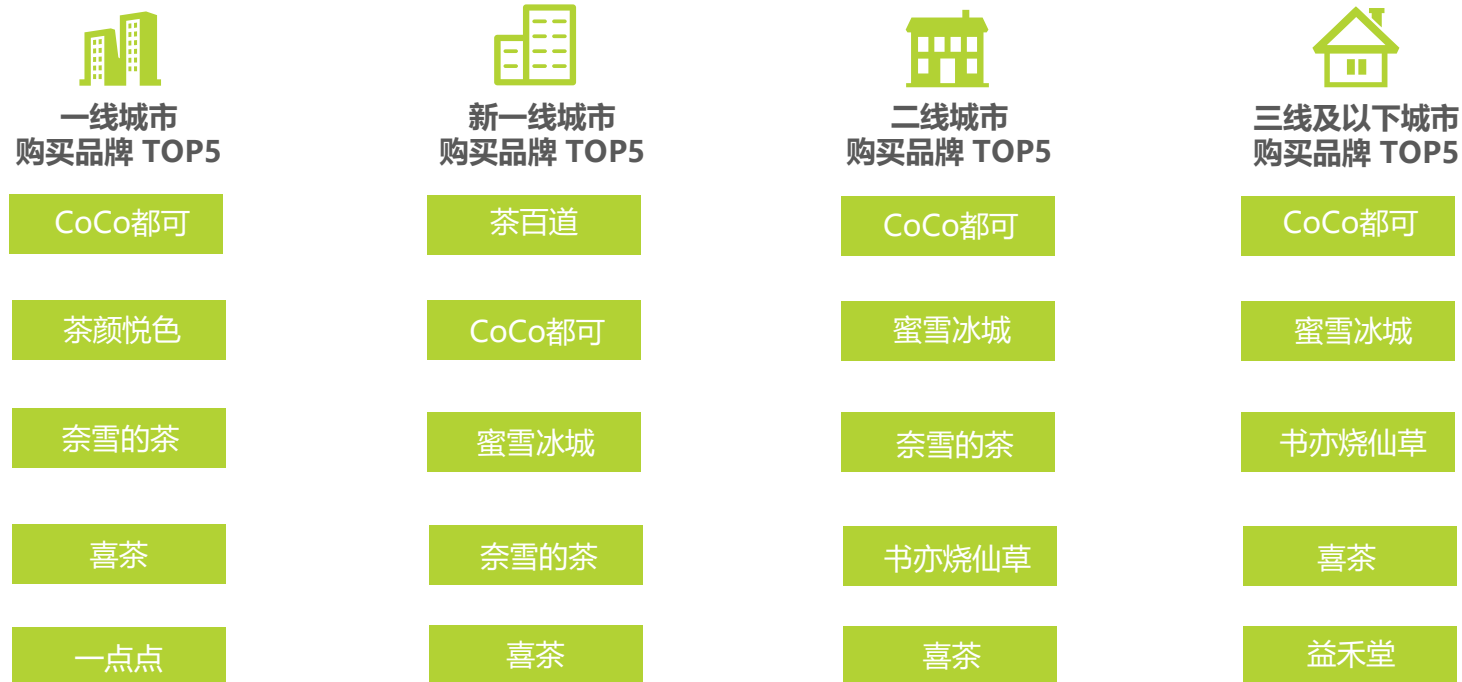 一线城市
购买品牌 TOP5
CoCo都可
茶颜悦色
奈雪的茶
喜茶
一点点
新一线城市
购买品牌 TOP5
茶百道
CoCo都可
蜜雪冰城
奈雪的茶
喜茶
二线城市
购买品牌 TOP5
CoCo都可
蜜雪冰城
奈雪的茶
书亦烧仙草
喜茶
三线及以下城市
购买品牌 TOP5
CoCo都可
蜜雪冰城
书亦烧仙草
喜茶
益禾堂